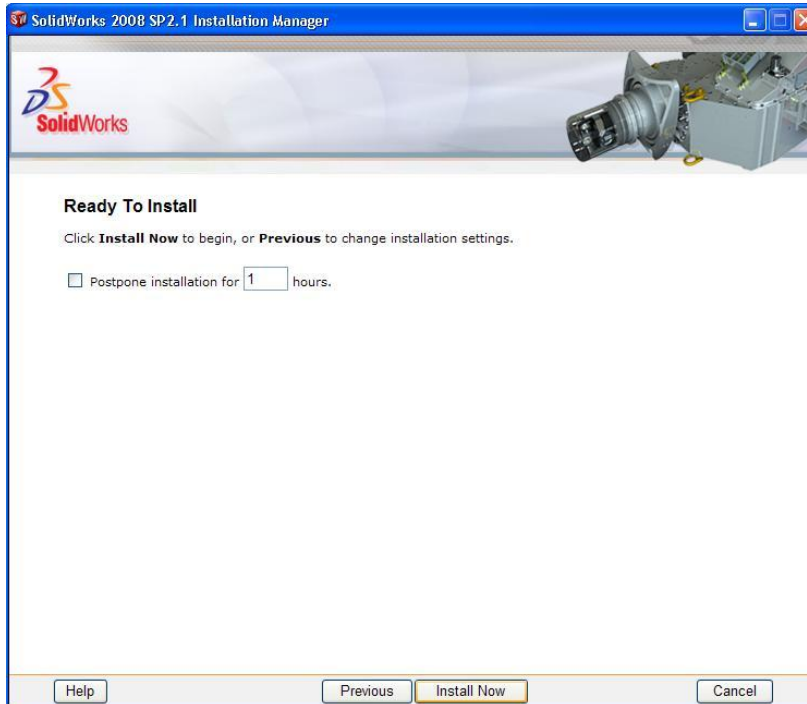 SolidWorks 2008 SP2.1 Installation Manager
SolidWorks
Ready To Install
Click Install Now to begin, or Previous to change installation settings.
Postpone installation for 1 hours.
Help
Previous
Install Now
Cancel